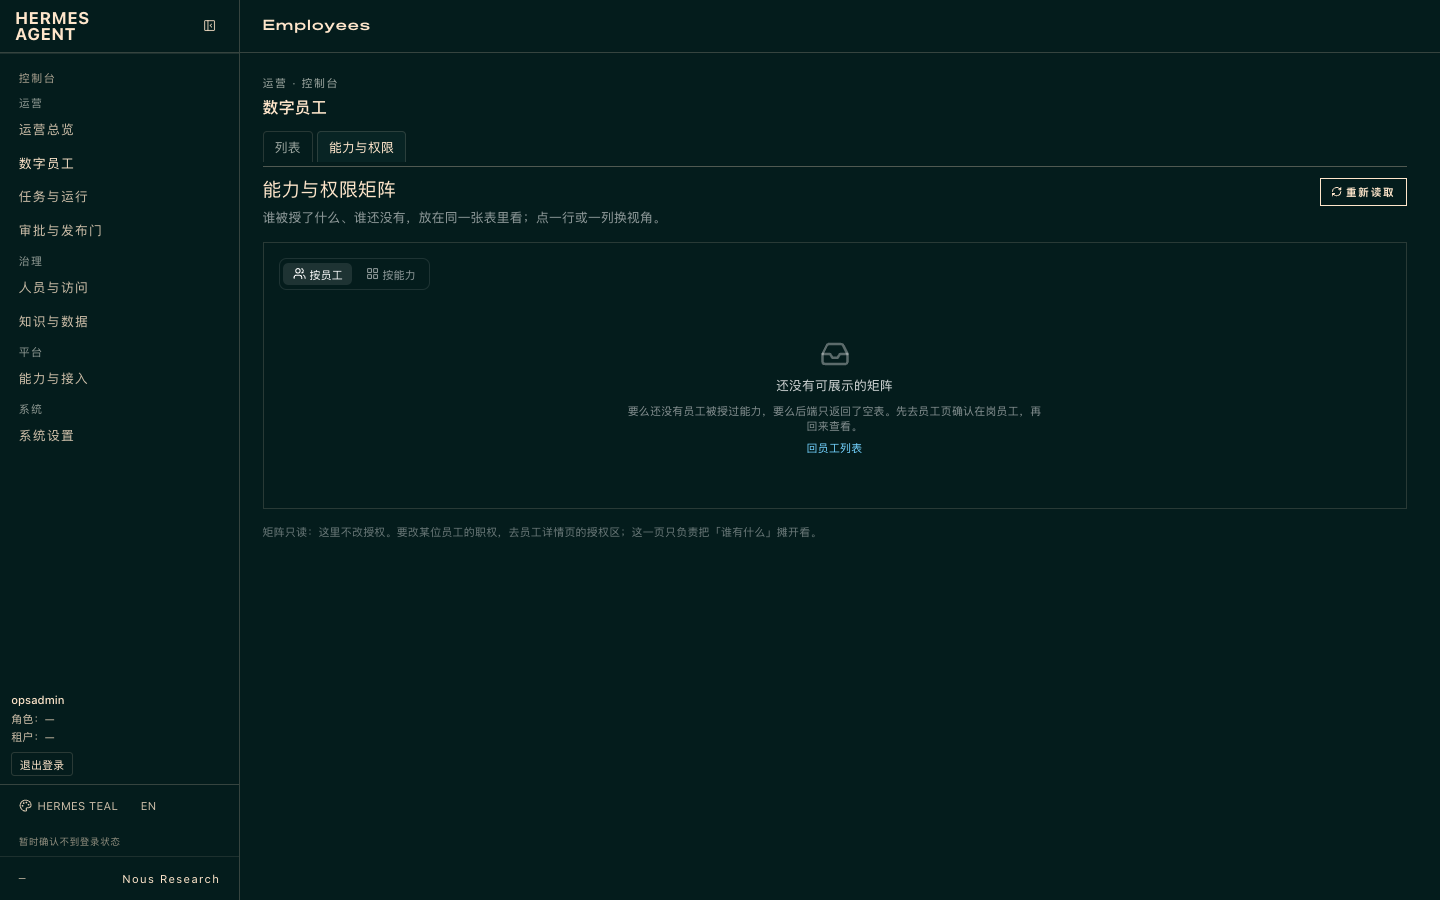 HERMES
AGENT
Employees
控制台
运营
运营总览
数字员工
任务与运行
审批与发布门
治理
人员与访问
知识与数据
平台
能力与接入
系统
系统设置
opsadmin
角色：—
租户：—
退出登录
HERMES TEAL EN
暂时确认不到登录状态
— Nous Research
运营 · 控制台
数字员工
列表 能力与权限
能力与权限矩阵
重新读取
谁被授了什么、谁还没有，放在同一张表里看；点一行或一列换视角。
按员工 按能力
还没有可展示的矩阵
要么还没有员工被授过能力，要么后端只返回了空表。先去员工页确认在岗员工，再
回来查看。
回员工列表
矩阵只读：这里不改授权。要改某位员工的职权，去员工详情页的授权区；这一页只负责把「谁有什么」摊开看。